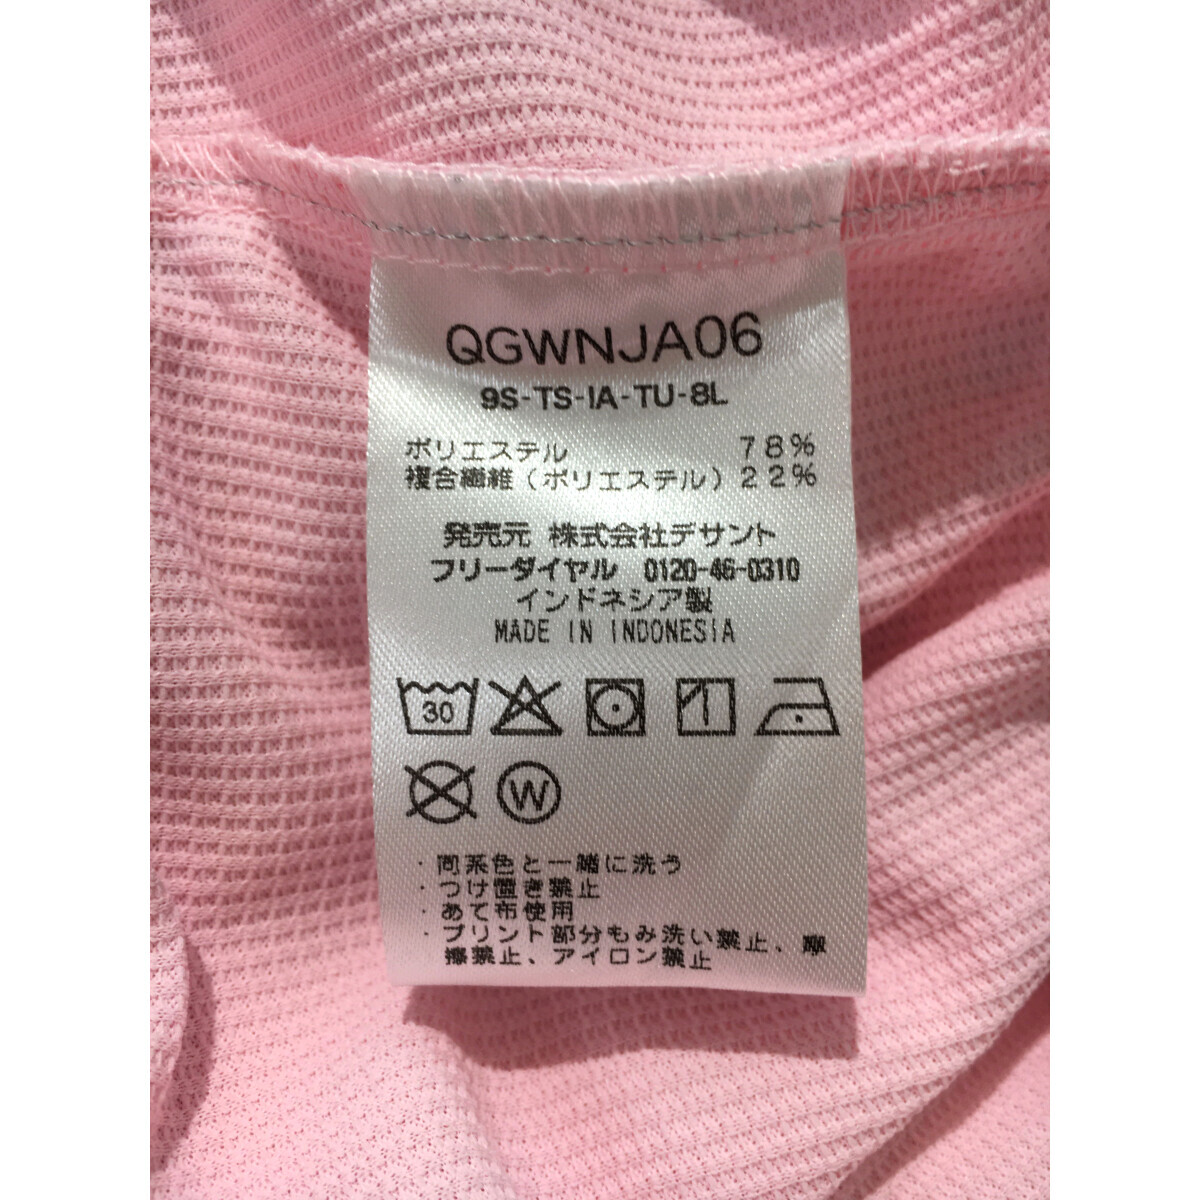 QGWNJA06
9S-TS-IA-TU-8L
ポリエステル 78%
複合繊維(ポリエステル)22%
発売元 株式会社デサント
フリーダイヤル 0120-46-0310
インドネシア製
MADE IN INDONESIA
30
W
・同系色と一緒に洗う
・つけ置き禁止
・あて布使用
・プリント部分もみ洗い禁止、摩
擦禁止、アイロン禁止